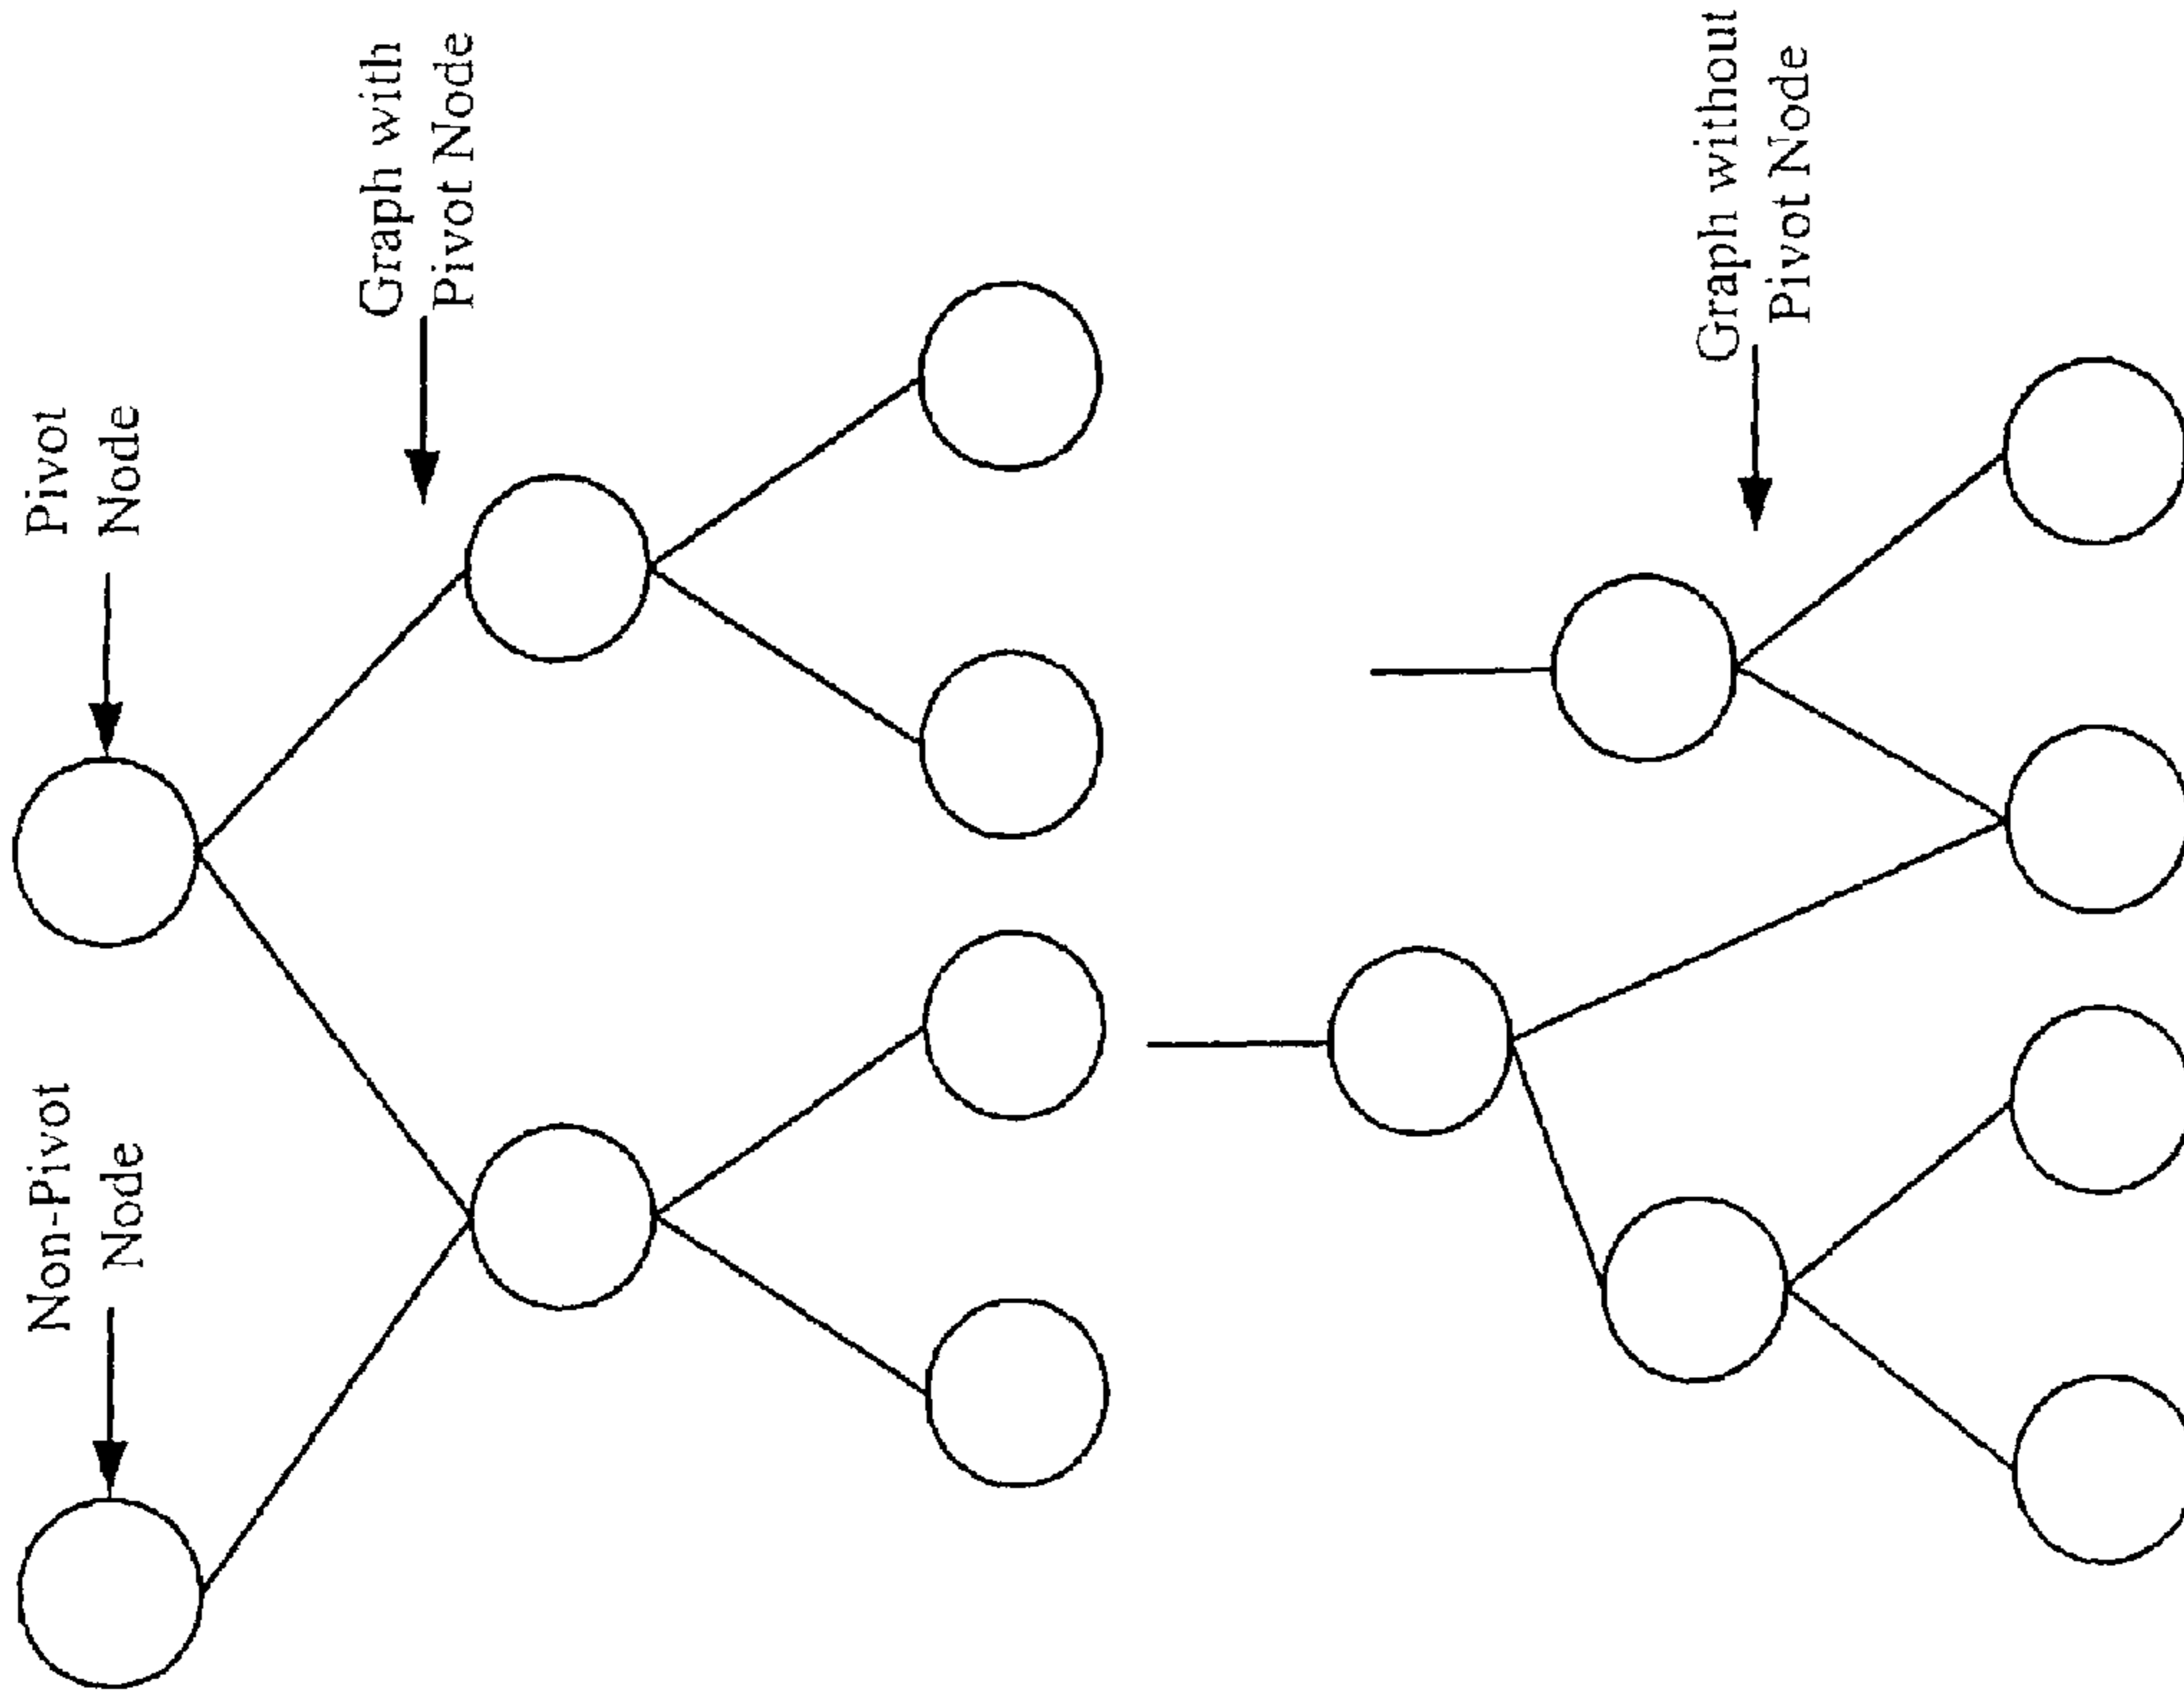 Non-Pivot
Node
Pivot
Node
Graph with
Pivot Node
Graph without
Pivot Node